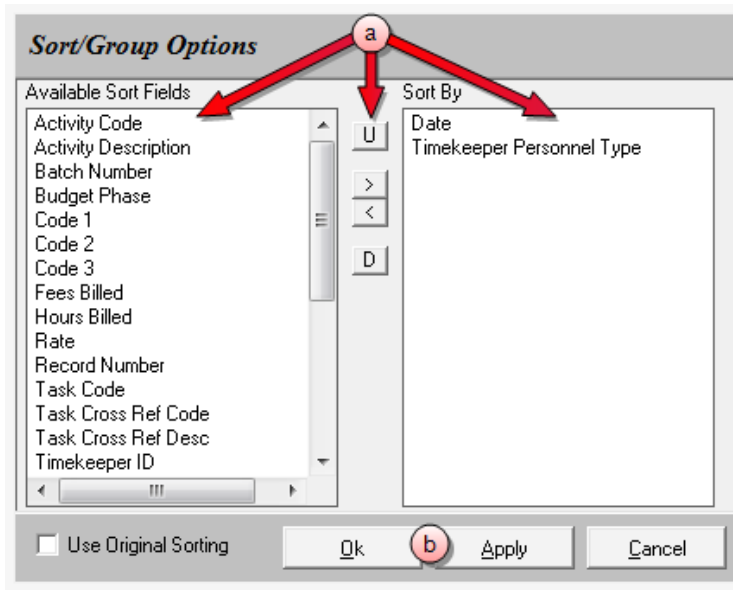 Sort/Group Options
a
Available Sort Fields
Sort By
Activity Code
Activity Description
Batch Number
Budget Phase
Code 1
Code 2
Code 3
Fees Billed
Hours Billed
Rate
Record Number
Task Code
Task Cross Ref Code
Task Cross Ref Desc
Timekeeper ID
U
>
<
D
Date
Timekeeper Personnel Type
Use Original Sorting
Ok
b
Apply
Cancel